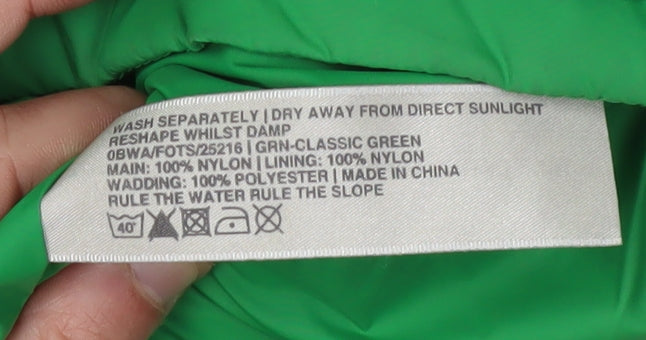 WASH SEPARATELY | DRY AWAY FROM DIRECT SUNLIGHT
RESHAPE WHILST DAMP
0BWA/FOTS/25216 | GRN-CLASSIC GREEN
MAIN: 100% NYLON | LINING: 100% NYLON
WADDING: 100% POLYESTER | MADE IN CHINA
RULE THE WATER RULE THE SLOPE
40°